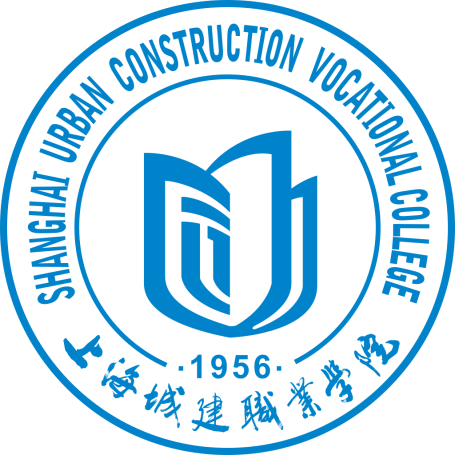 SHANGHAI URBAN CONSTRUCTION VOCATIONAL COLLEGE
·1956·
上海城建職業學院